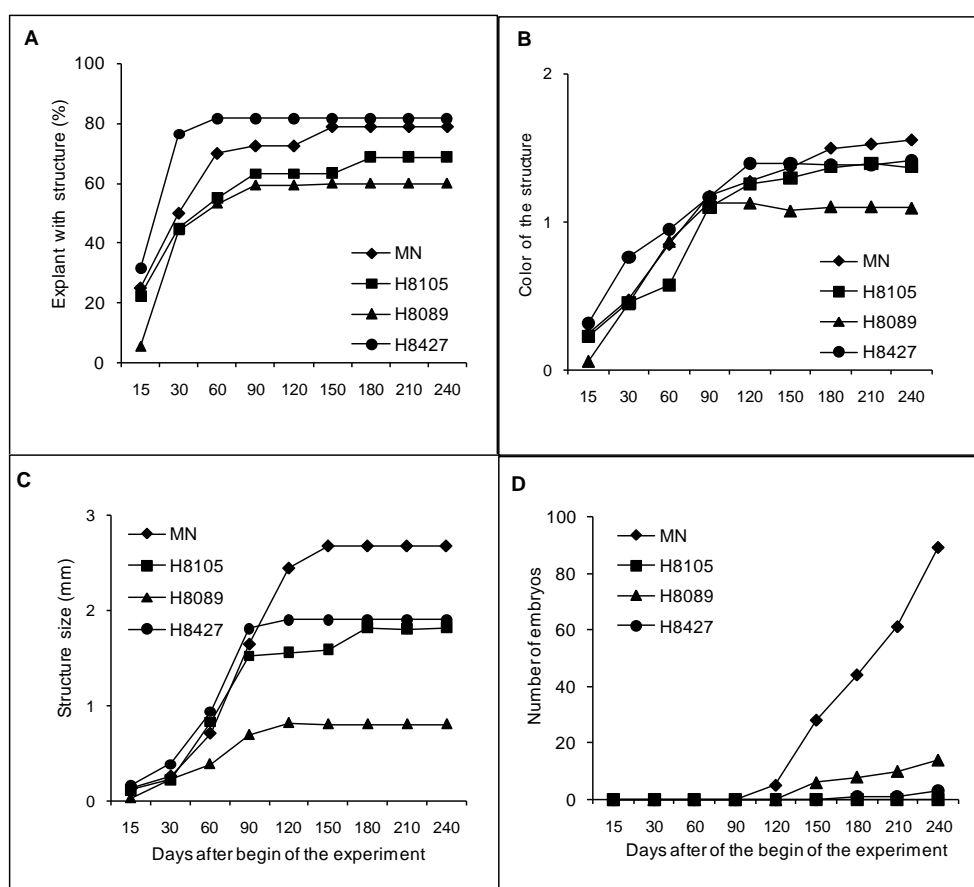 A
Explant with structure (%)
100
80
60
40
20
0
MN
H8105
H8089
H8427
15 30 60 90 120 150 180 210 240
B
Color of the structure
2
1
0
MN
H8105
H8089
H8427
15 30 60 90 120 150 180 210 240
C
Structure size (mm)
3
2
1
0
MN
H8105
H8089
H8427
15 30 60 90 120 150 180 210 240
Days after begin of the experiment
D
Number of embryos
100
80
60
40
20
0
MN
H8105
H8089
H8427
15 30 60 90 120 150 180 210 240
Days after of the begin of the experiment